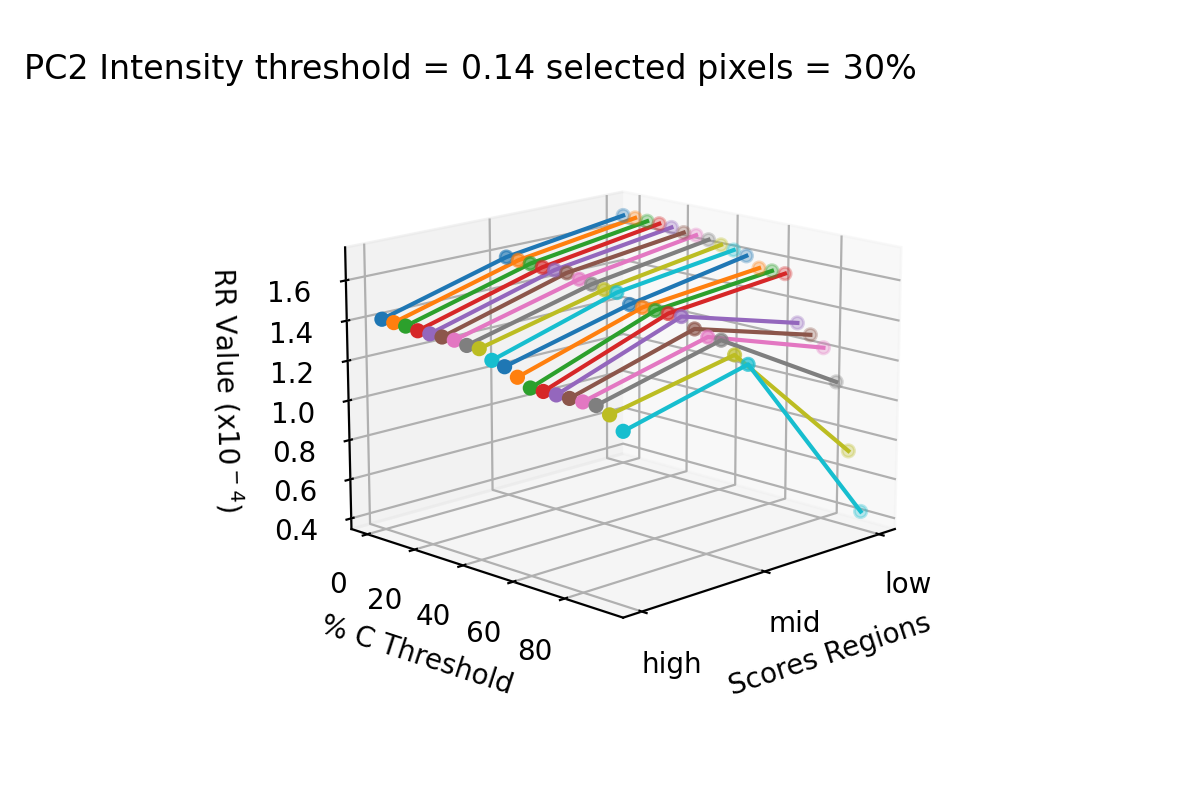 PC2 Intensity threshold = 0.14 selected pixels = 30%
RR Value (x10⁻⁴)
1.6
1.4
1.2
1.0
0.8
0.6
0.4
0
20
40
60
80
% C Threshold
high
mid
low
Scores Regions